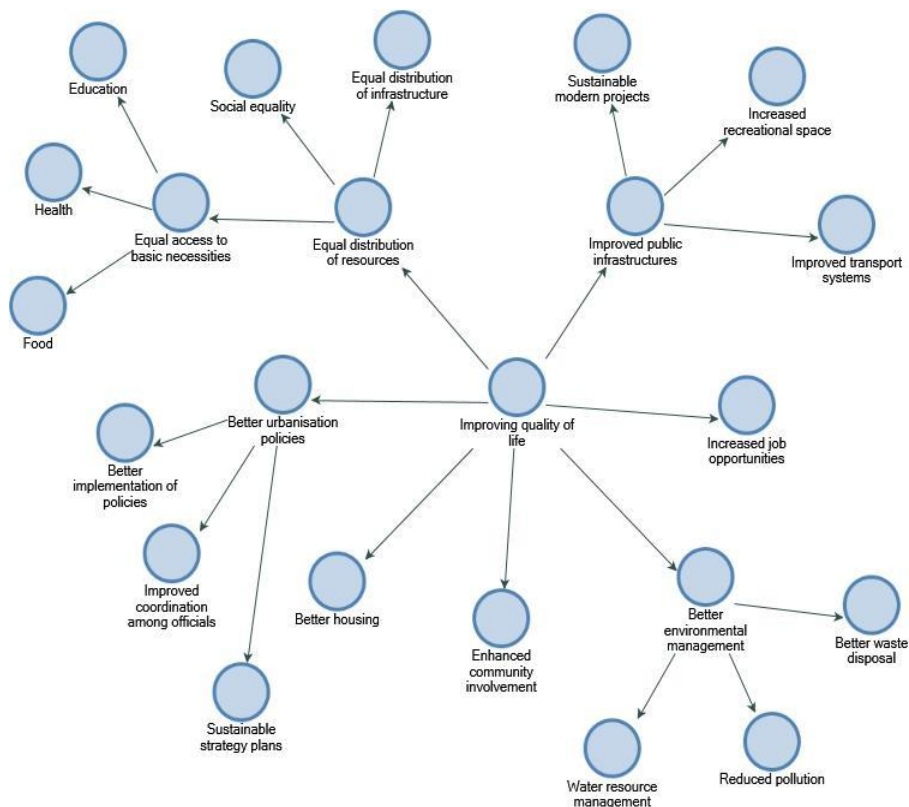 Education
Social equality
Equal distribution
of infrastructure
Sustainable
modern projects
Increased
recreational space
Health
Equal access to
basic necessities
Equal distribution
of resources
Improved public
infrastructures
Improved transport
systems
Food
Better urbanisation
policies
Improving quality of
life
Increased job
opportunities
Better
implementation of
policies
Improved
coordination
among officials
Better housing
Enhanced
community
involvement
Better
environmental
management
Better waste
disposal
Sustainable
strategy plans
Water resource
management
Reduced pollution